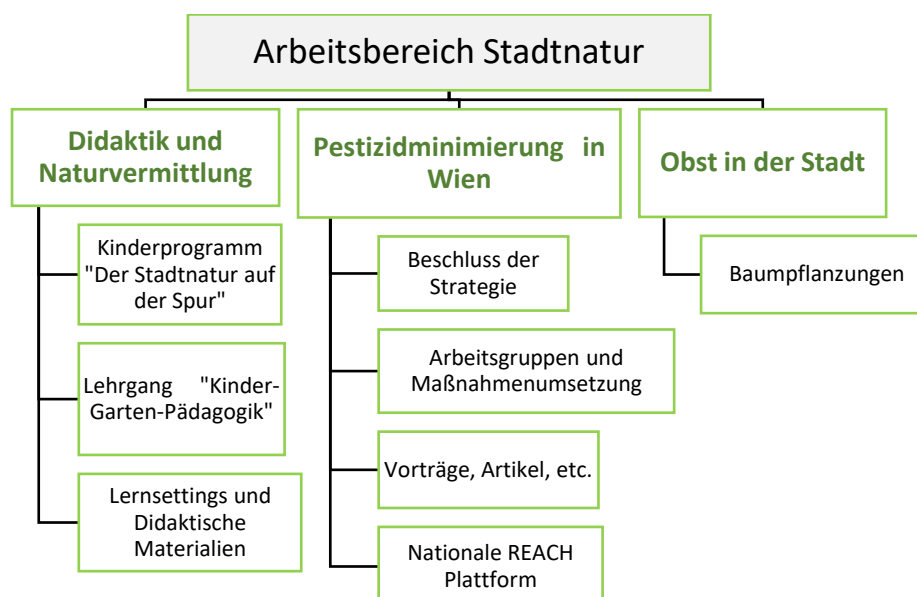 Arbeitsbereich Stadtnatur
Didaktik und
Naturvermittlung
Kinderprogramm
"Der Stadtnatur auf
der Spur"
Lehrgang "Kinder-
Garten-Pädagogik"
Lernsettings und
Didaktische
Materialien
Pestizidminimierung in
Wien
Beschluss der
Strategie
Arbeitsgruppen und
Maßnahmenumsetzung
Vorträge, Artikel, etc.
Nationale REACH
Plattform
Obst in der Stadt
Baumpflanzungen